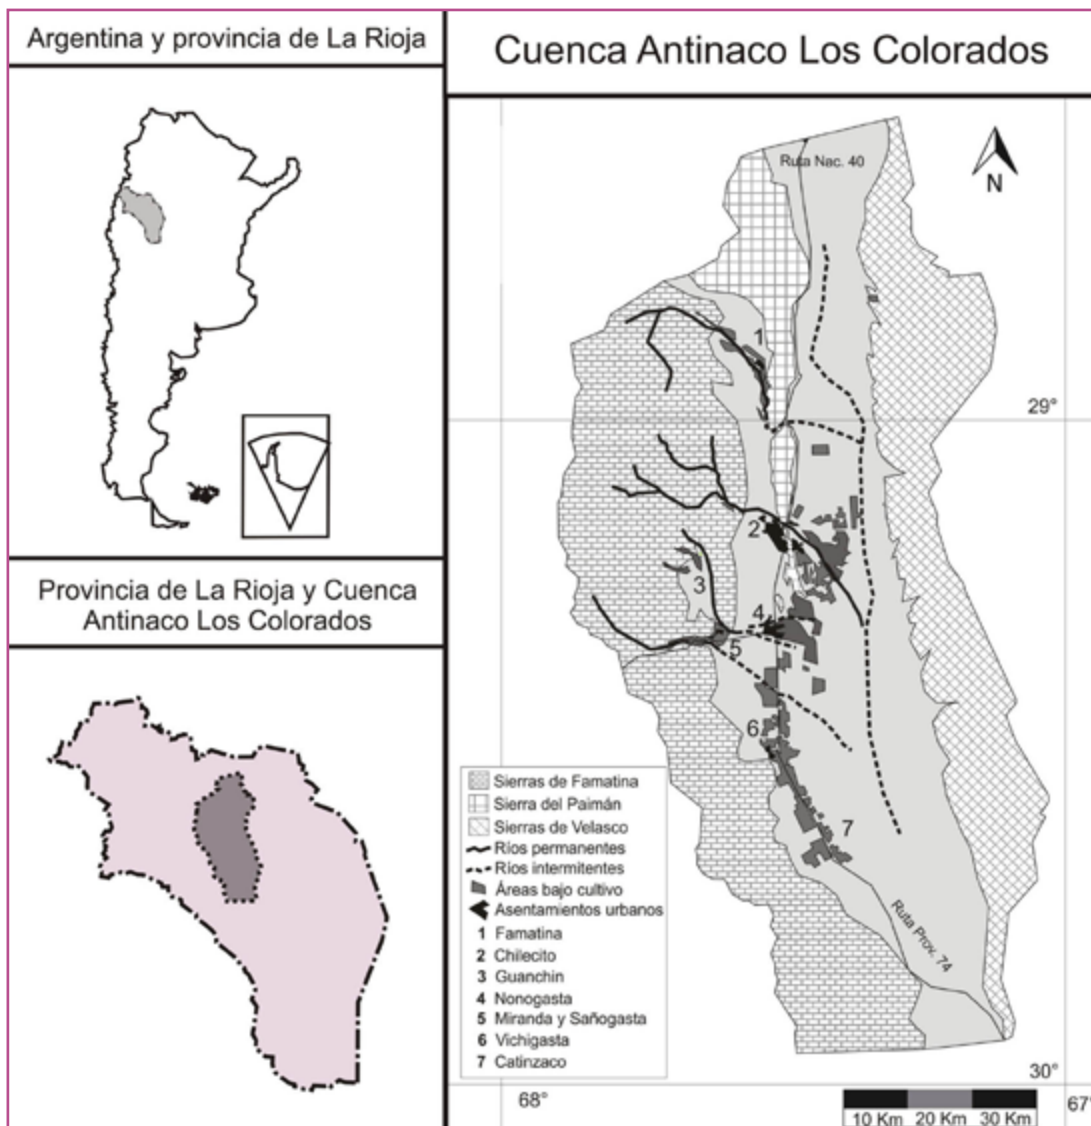 Argentina y provincia de La Rioja
Provincia de La Rioja y Cuenca
Antinaco Los Colorados
Cuenca Antinaco Los Colorados
Ruta Nac. 40
N
1
29°
2
3
4
5
6
7
Ruta Prov. 74
Sierras de Famatina
Sierra del Paimán
Sierras de Velasco
Ríos permanentes
Ríos intermitentes
Áreas bajo cultivo
Asentamientos urbanos
1 Famatina
2 Chilecito
3 Guanchin
4 Nonogasta
5 Miranda y Sañogasta
6 Vichigasta
7 Catinzaco
30°
68°
67°
10 Km 20 Km 30 Km